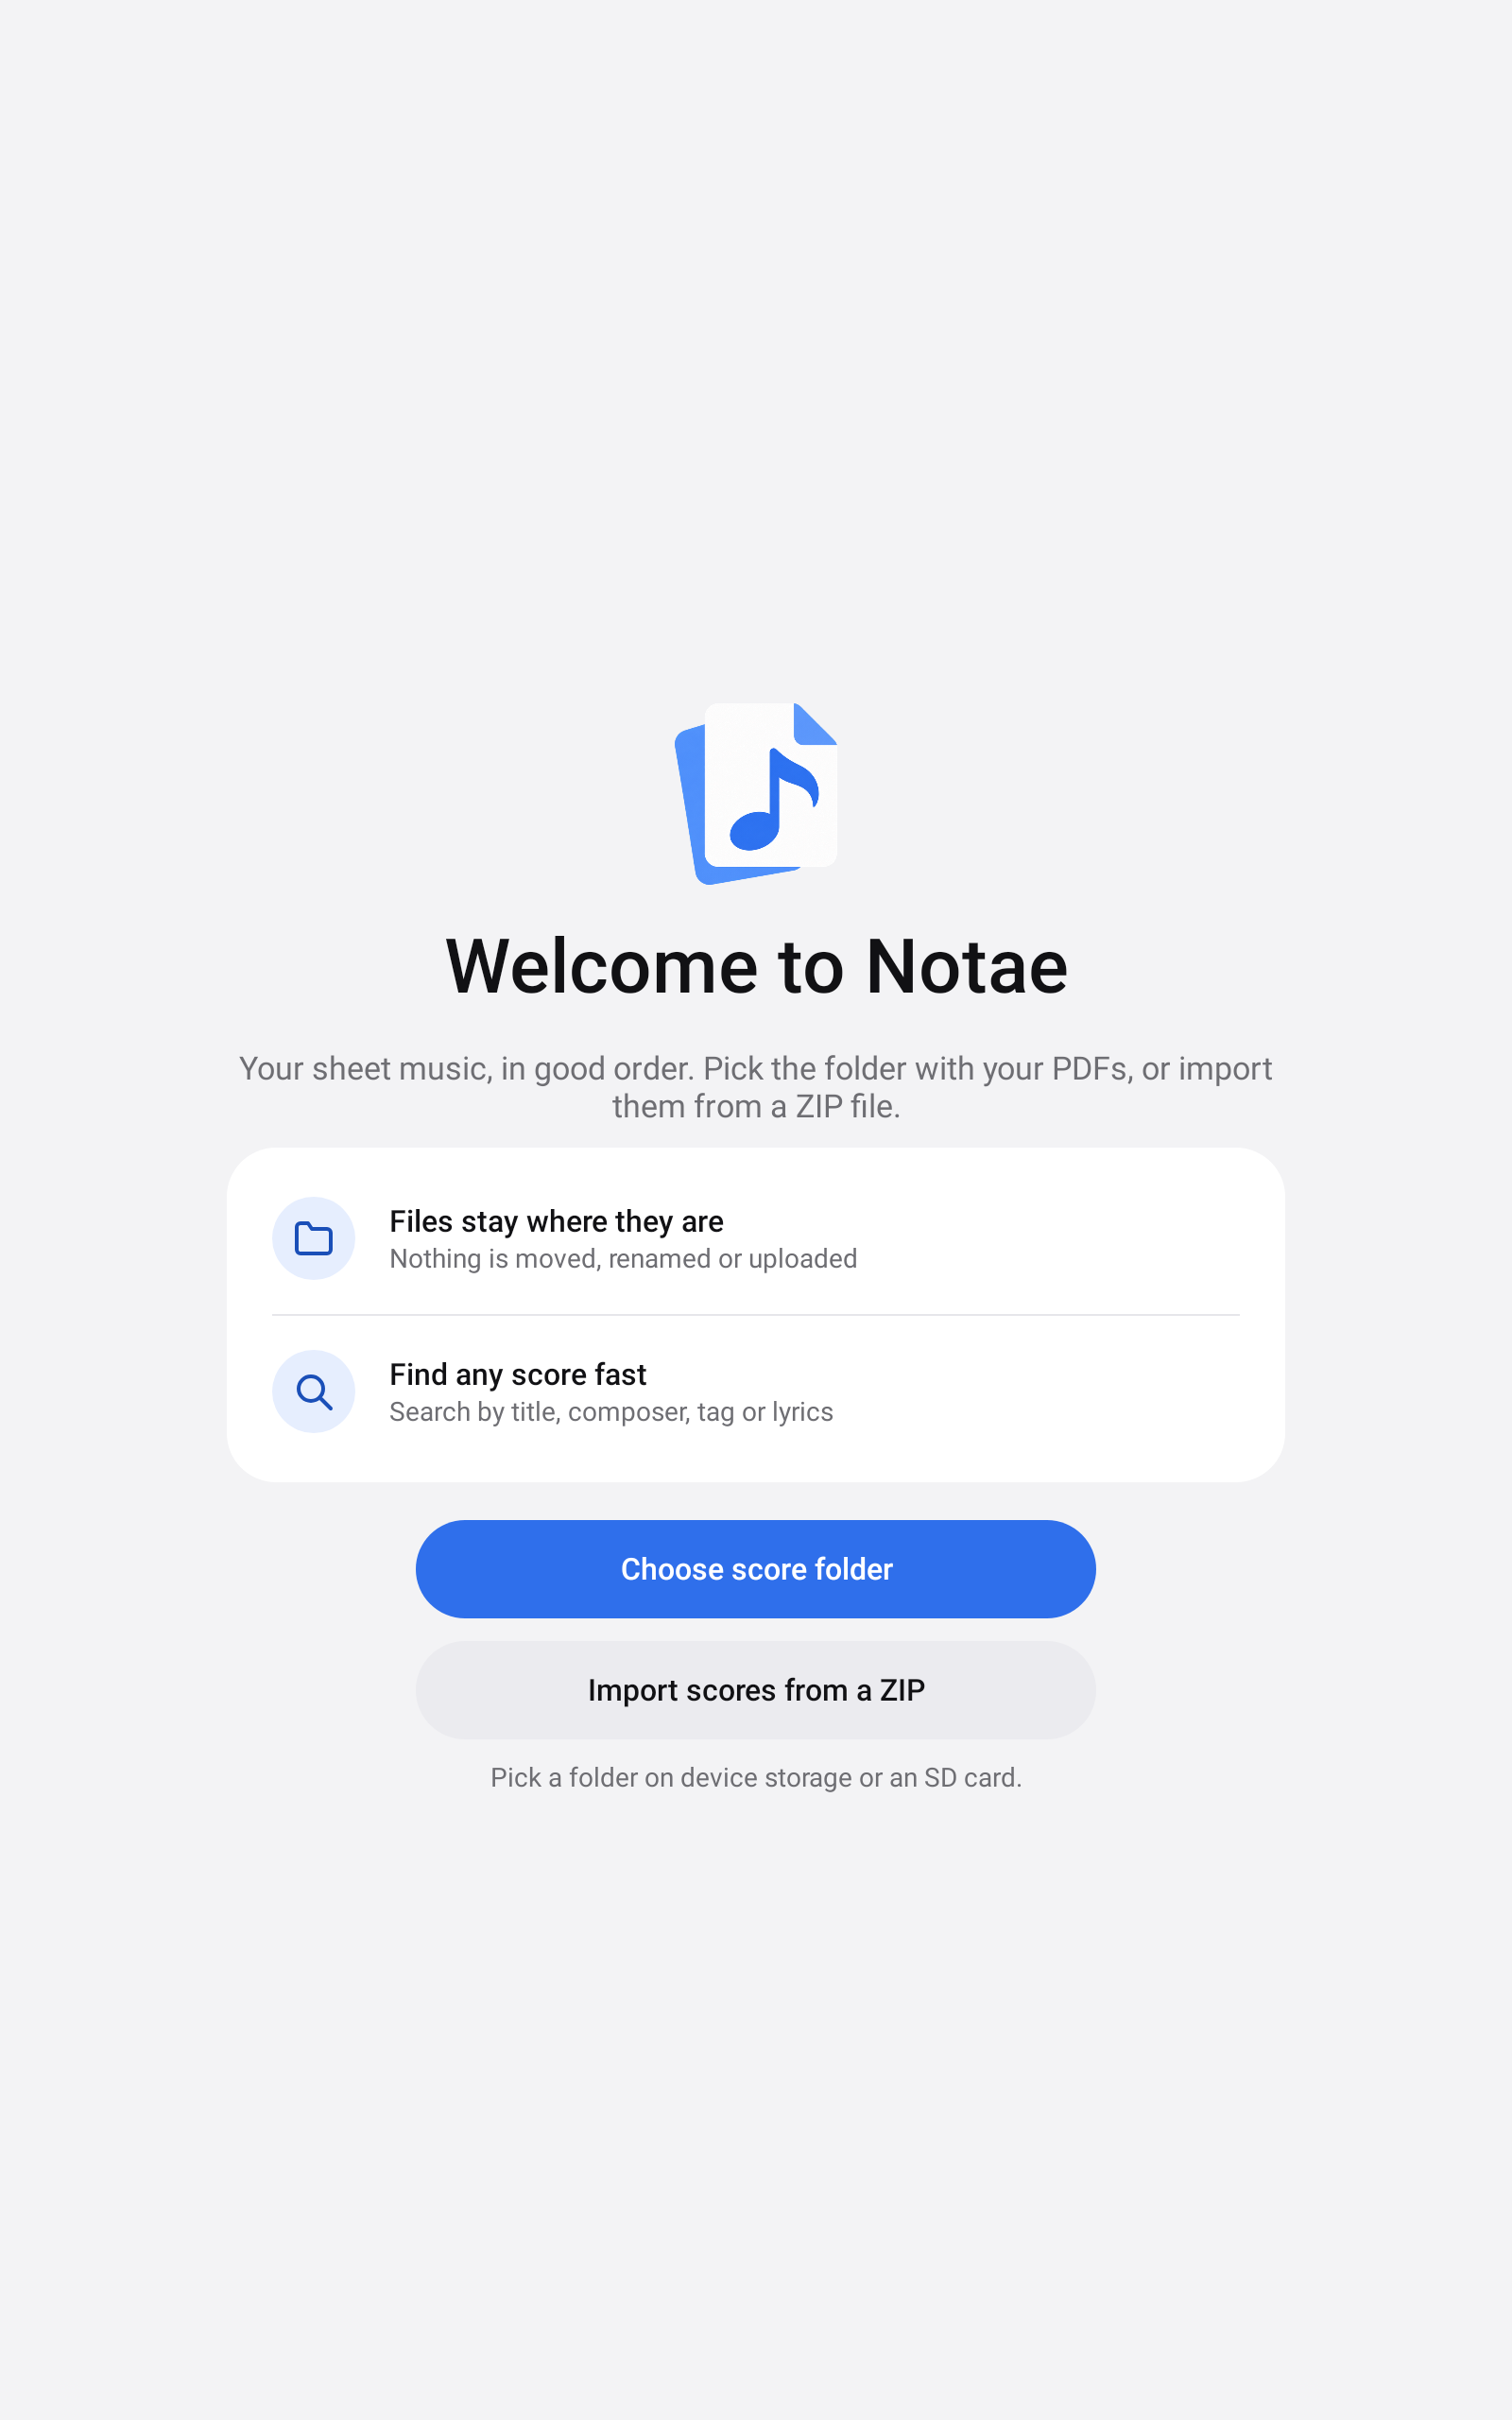 Welcome to Notae
Your sheet music, in good order. Pick the folder with your PDFs, or import
them from a ZIP file.
Files stay where they are
Nothing is moved, renamed or uploaded
Find any score fast
Search by title, composer, tag or lyrics
Choose score folder
Import scores from a ZIP
Pick a folder on device storage or an SD card.